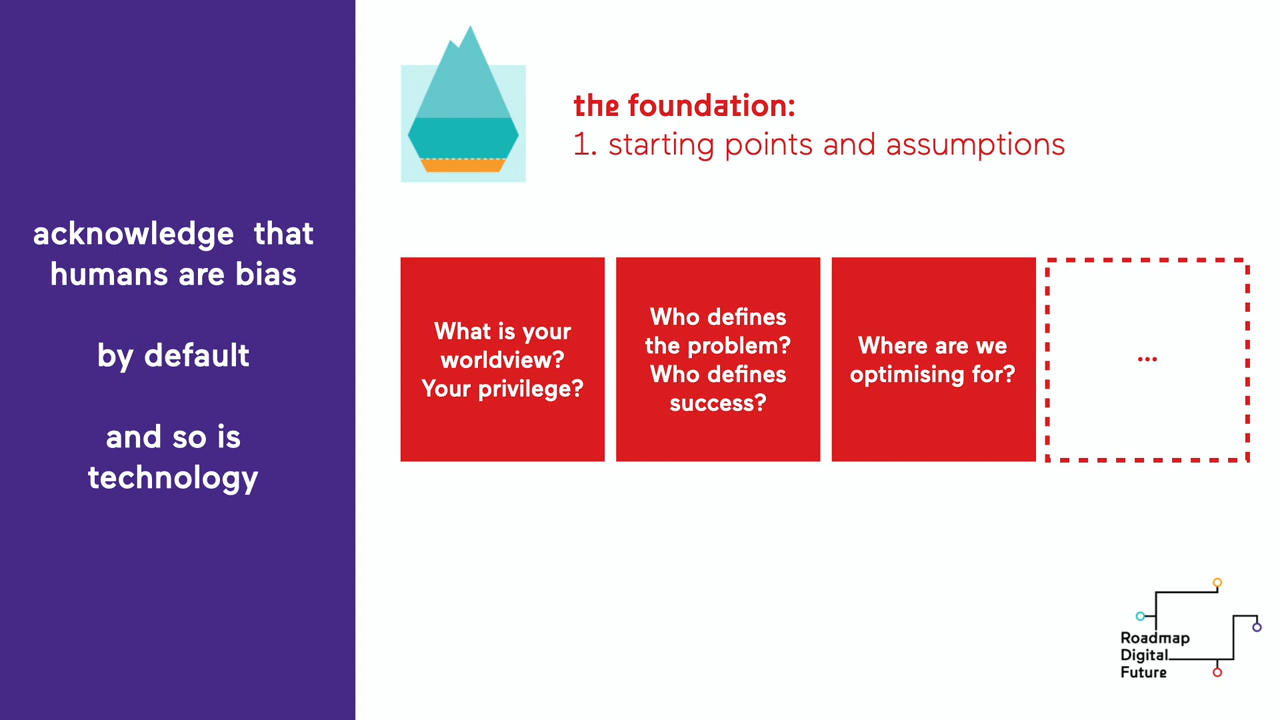 acknowledge that
humans are bias
by default
and so is
technology
the foundation:
1. starting points and assumptions
What is your
worldview?
Your privilege?
Who defines
the problem?
Who defines
success?
Where are we
optimising for?
...
Roadmap
Digital
Future